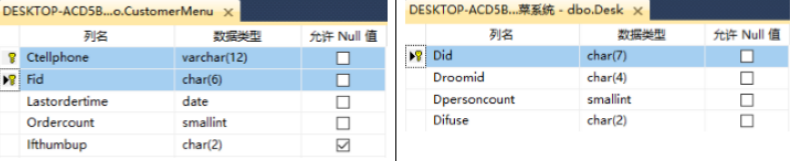 DESKTOP-ACD5B...o.CustomerMenu ×
列名 数据类型 允许 Null 值
Ctellphone varchar(12)
Fid char(6)
Lastordertime date
Ordercount smallint
Ifthumbup char(2)
DESKTOP-ACD5B...菜系统 - dbo.Desk ×
列名 数据类型 允许 Null 值
Did char(7)
Droomid char(4)
Dpersoncount smallint
Difuse char(2)